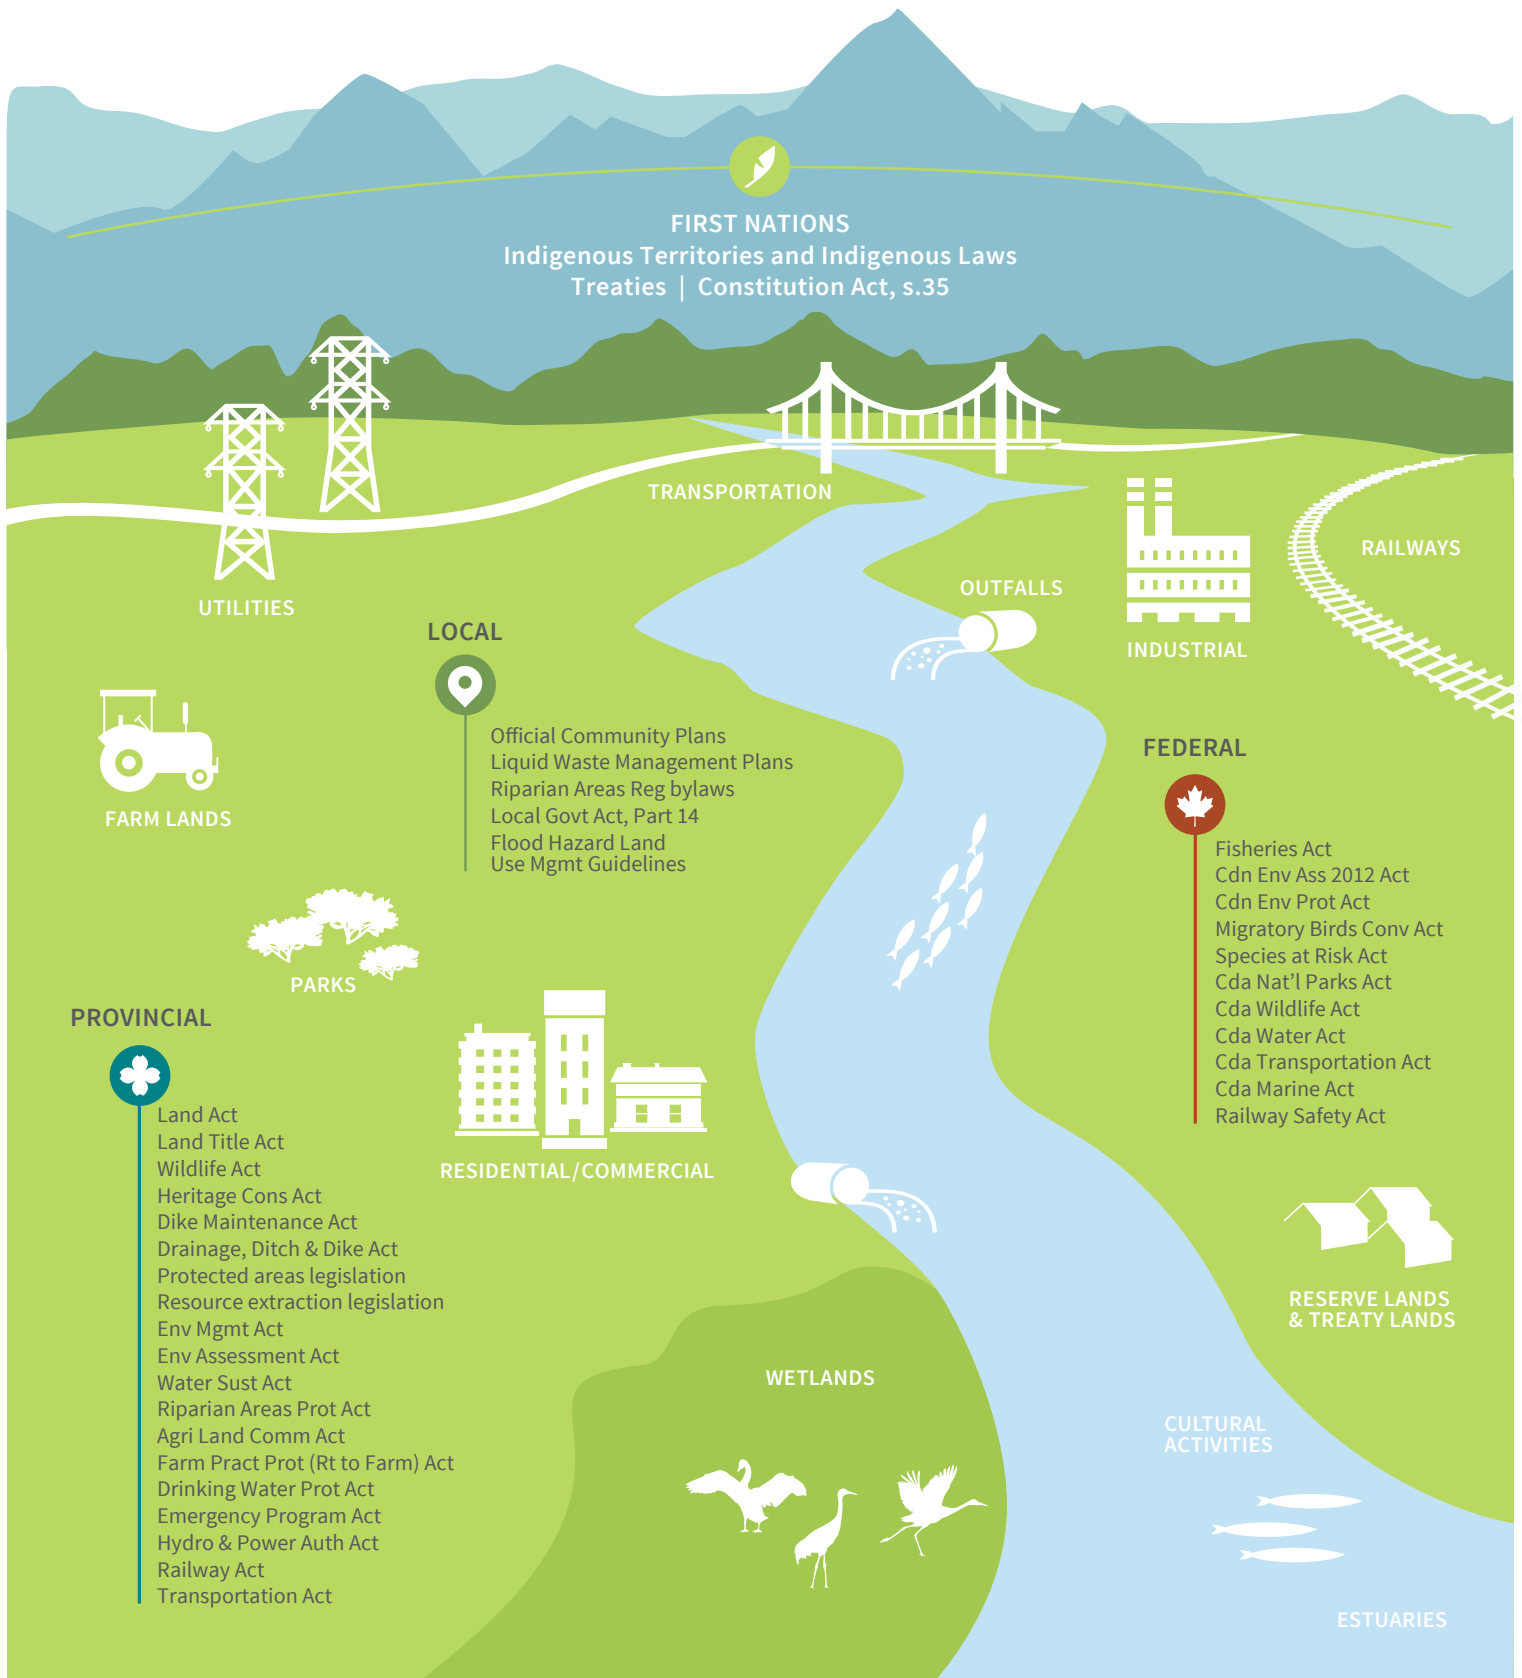 FIRST NATIONS
Indigenous Territories and Indigenous Laws
Treaties | Constitution Act, s.35
TRANSPORTATION
RAILWAYS
OUTFALLS
UTILITIES
INDUSTRIAL
LOCAL
Official Community Plans
Liquid Waste Management Plans
Riparian Areas Reg bylaws
Local Govt Act, Part 14
Flood Hazard Land
Use Mgmt Guidelines
FARM LANDS
FEDERAL
Fisheries Act
Cdn Env Ass 2012 Act
Cdn Env Prot Act
Migratory Birds Conv Act
Species at Risk Act
Cda Nat’l Parks Act
Cda Wildlife Act
Cda Water Act
Cda Transportation Act
Cda Marine Act
Railway Safety Act
PARKS
PROVINCIAL
Land Act
Land Title Act
Wildlife Act
Heritage Cons Act
Dike Maintenance Act
Drainage, Ditch & Dike Act
Protected areas legislation
Resource extraction legislation
Env Mgmt Act
Env Assessment Act
Water Sust Act
Riparian Areas Prot Act
Agri Land Comm Act
Farm Pract Prot (Rt to Farm) Act
Drinking Water Prot Act
Emergency Program Act
Hydro & Power Auth Act
Railway Act
Transportation Act
RESIDENTIAL/COMMERCIAL
RESERVE LANDS
& TREATY LANDS
WETLANDS
CULTURAL
ACTIVITIES
ESTUARIES